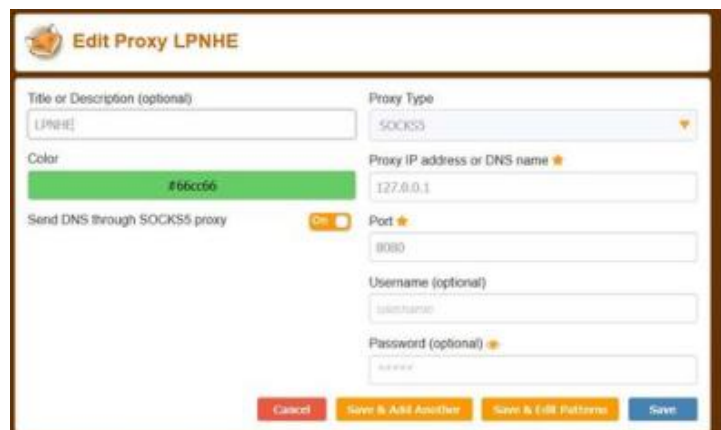 Edit Proxy LPNHE
Title or Description (optional)
LPNHE
Color
#66cc66
Send DNS through SOCKS5 proxy
On
Proxy Type
SOCKS5
Proxy IP address or DNS name
127.0.0.1
Port
8080
Username (optional)
username
Password (optional)
*****
Cancel
Save & Add Another
Save & Edit Patterns
Save